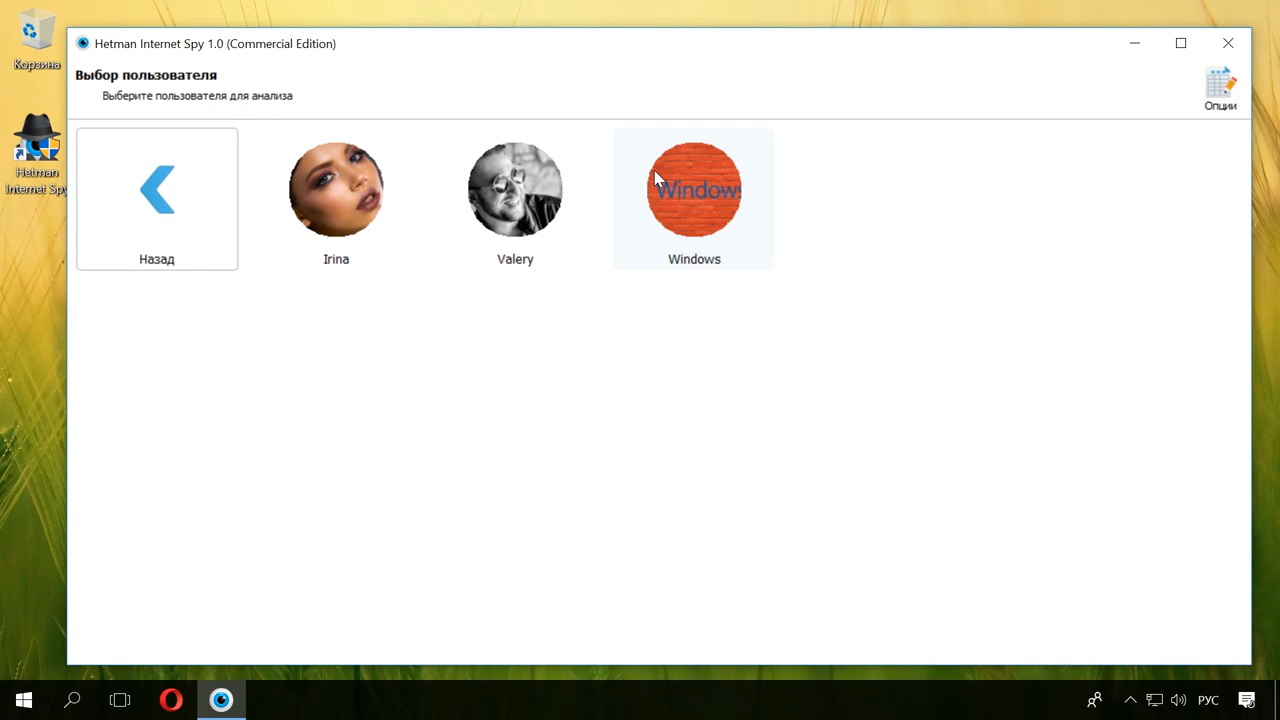 Корзина
Hetman
Internet Spy
Hetman Internet Spy 1.0 (Commercial Edition)
Выбор пользователя
Выберите пользователя для анализа
Опции
Назад
Irina
Valery
Windows
Windows
РУС